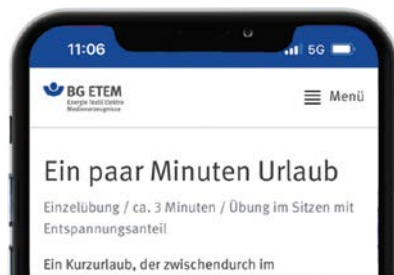 11:06
5G
BG ETEM
Energie Textil Elektro
Medienerzeugnisse
Menü
Ein paar Minuten Urlaub
Einzelübung / ca. 3 Minuten / Übung im Sitzen mit
Entspannungsanteil
Ein Kurzurlaub, der zwischendurch im